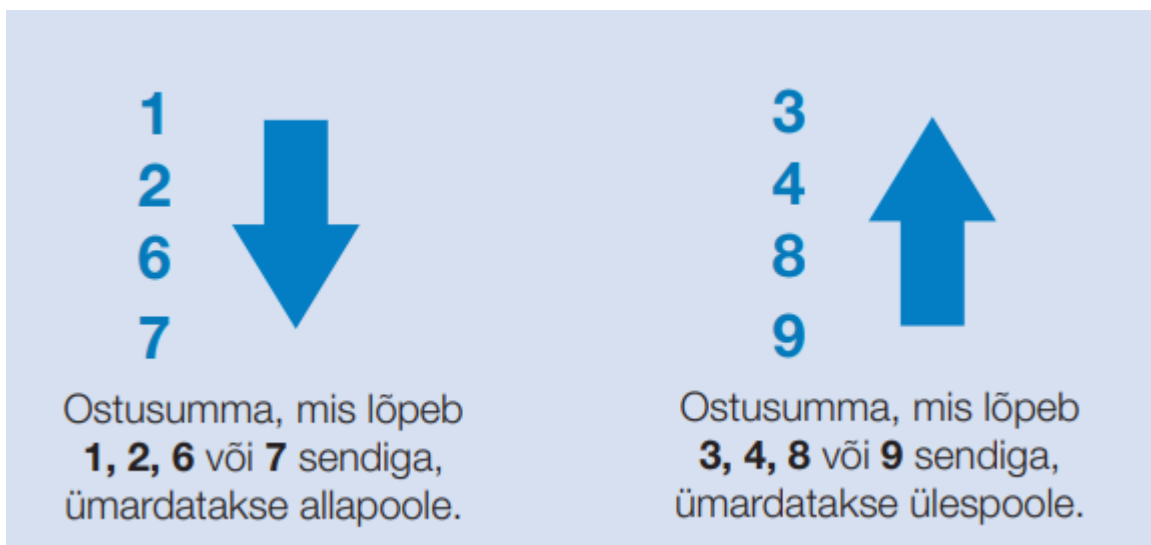 1
2
6
7
Ostusumma, mis lõpeb
1, 2, 6 või 7 sendiga,
ümardatakse allapoole.
3
4
8
9
Ostusumma, mis lõpeb
3, 4, 8 või 9 sendiga,
ümardatakse ülespoole.